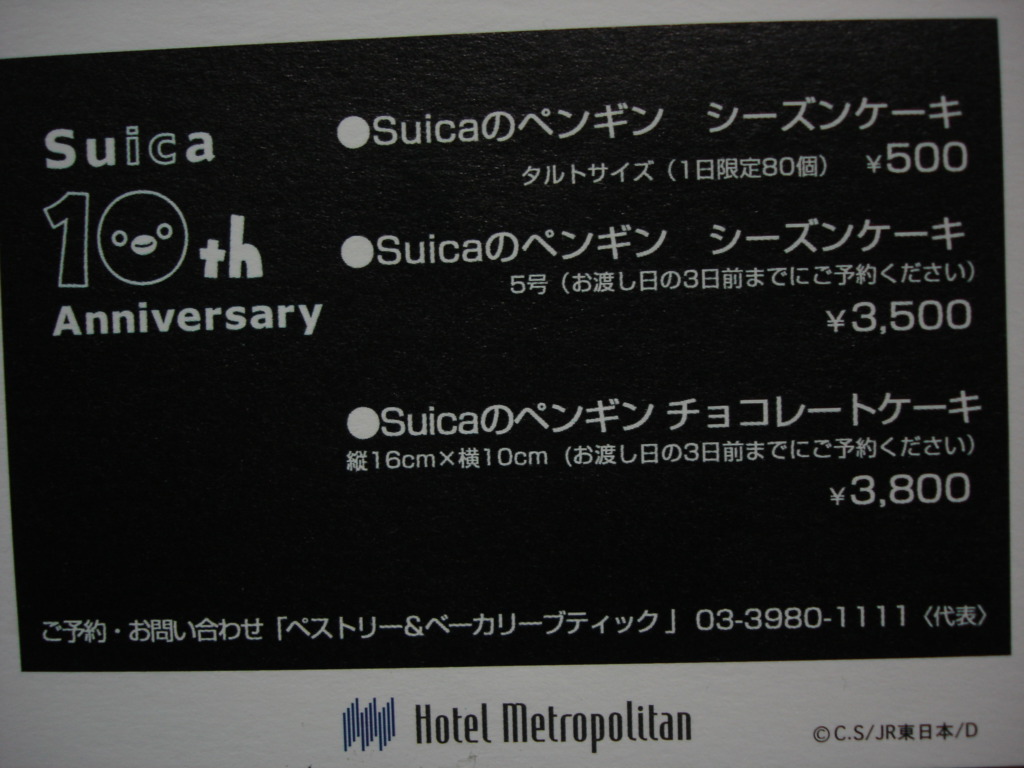 Suica
10th
Anniversary
●Suicaのペンギン　シーズンケーキ
タルトサイズ（1日限定80個）　¥500
●Suicaのペンギン　シーズンケーキ
5号（お渡し日の3日前までにご予約ください）
¥3,500
●Suicaのペンギン チョコレートケーキ
縦16cm×横10cm（お渡し日の3日前までにご予約ください）
¥3,800
ご予約・お問い合わせ「ペストリー&ベーカリーブティック」 03-3980-1111〈代表〉
Hotel Metropolitan
©C.S/JR東日本/D